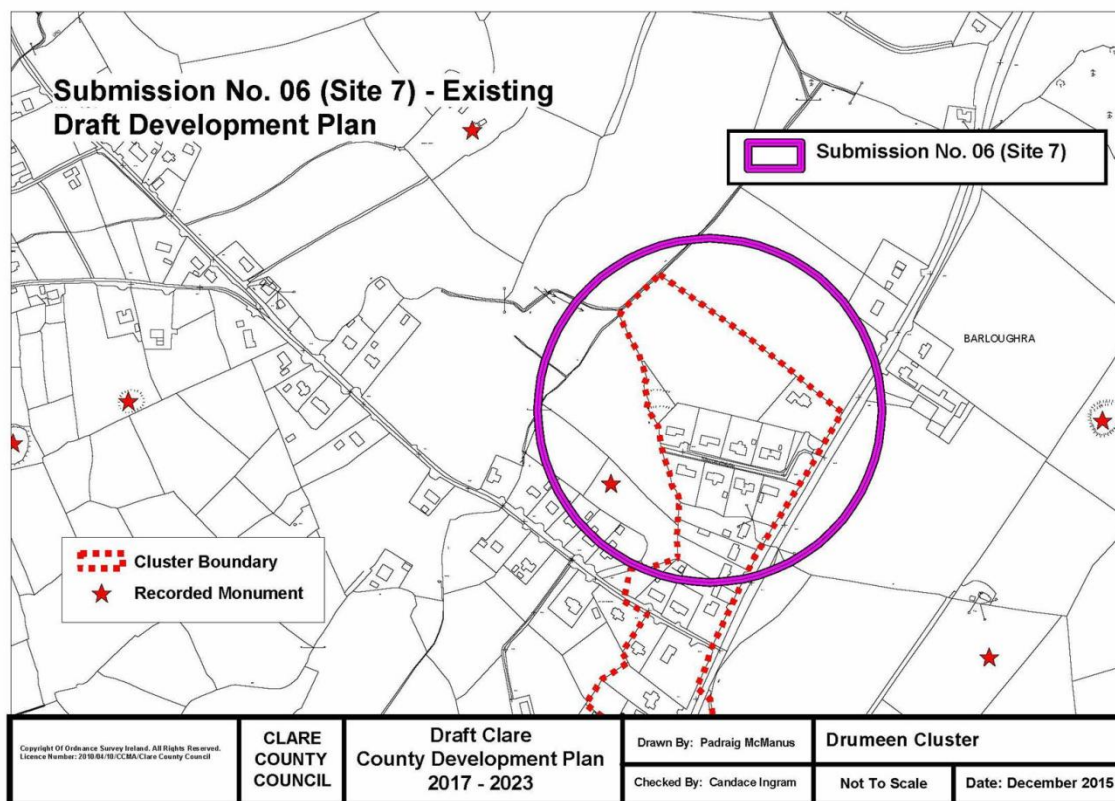 Submission No. 06 (Site 7) - Existing
Draft Development Plan
Submission No. 06 (Site 7)
BARLOUGHRA
Cluster Boundary
Recorded Monument
Copyright Of Ordnance Survey Ireland. All Rights Reserved.
Licence Number: 2010/04/10/CCMA/Clare County Council
CLARE
COUNTY
COUNCIL
Draft Clare
County Development Plan
2017 - 2023
Drawn By: Padraig McManus
Checked By: Candace Ingram
Drumeen Cluster
Not To Scale
Date: December 2015